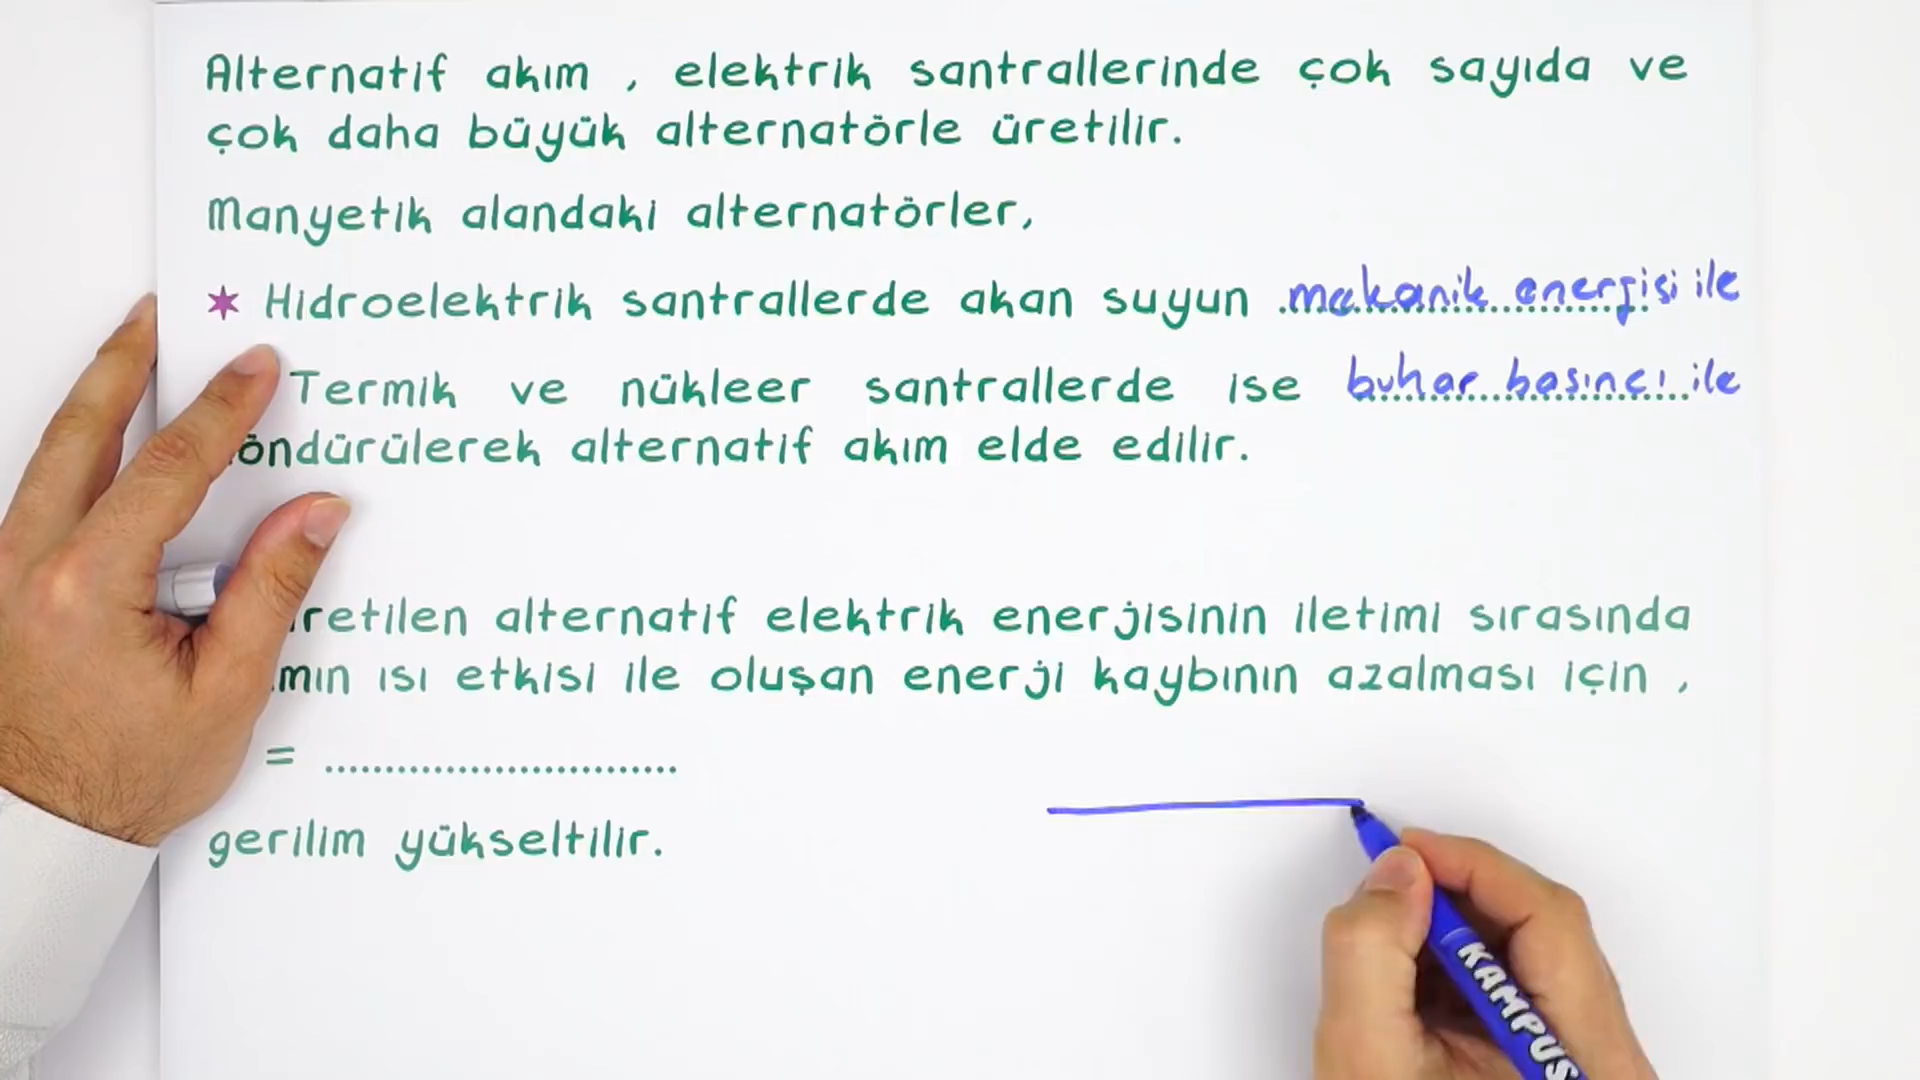 Alternatif akım , elektrik santrallerinde çok sayıda ve
çok daha büyük alternatörle üretilir.
Manyetik alandaki alternatörler,
✶ Hidroelektrik santrallerde akan suyun mekanik enerjisi ile
Termik ve nükleer santrallerde ise buhar basıncı ile
öndürülerek alternatif akım elde edilir.
retilen alternatif elektrik enerjisinin iletimi sırasında
mın ısı etkisi ile oluşan enerji kaybının azalması için ,
= .............................
gerilim yükseltilir.
KAMPUS